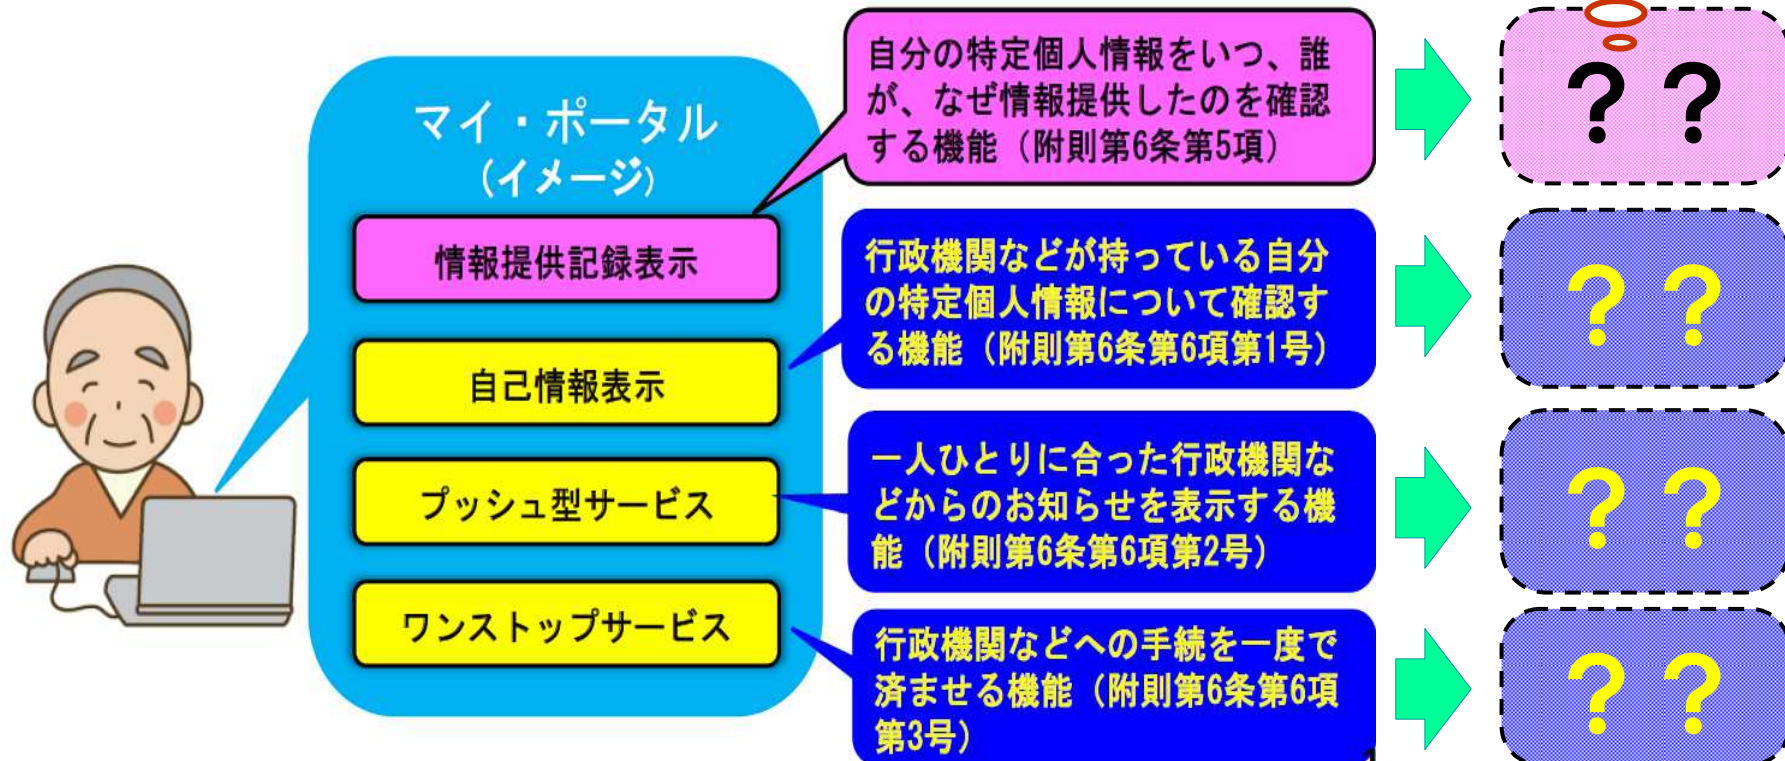 マイ・ポータル
(イメージ)
情報提供記録表示
自己情報表示
プッシュ型サービス
ワンストップサービス
自分の特定個人情報をいつ、誰
が、なぜ情報提供したのを確認
する機能（附則第6条第5項）
行政機関などが持っている自分
の特定個人情報について確認す
る機能（附則第6条第6項第1号）
一人ひとりに合った行政機関な
どからのお知らせを表示する機
能（附則第6条第6項第2号）
行政機関などへの手続を一度で
済ませる機能（附則第6条第6項
第3号）
？？
？？
？？
？？